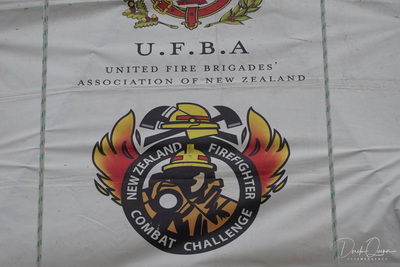 U.F.B.A
UNITED FIRE BRIGADES'
ASSOCIATION OF NEW ZEALAND
NEW ZEALAND FIREFIGHTER
COMBAT CHALLENGE